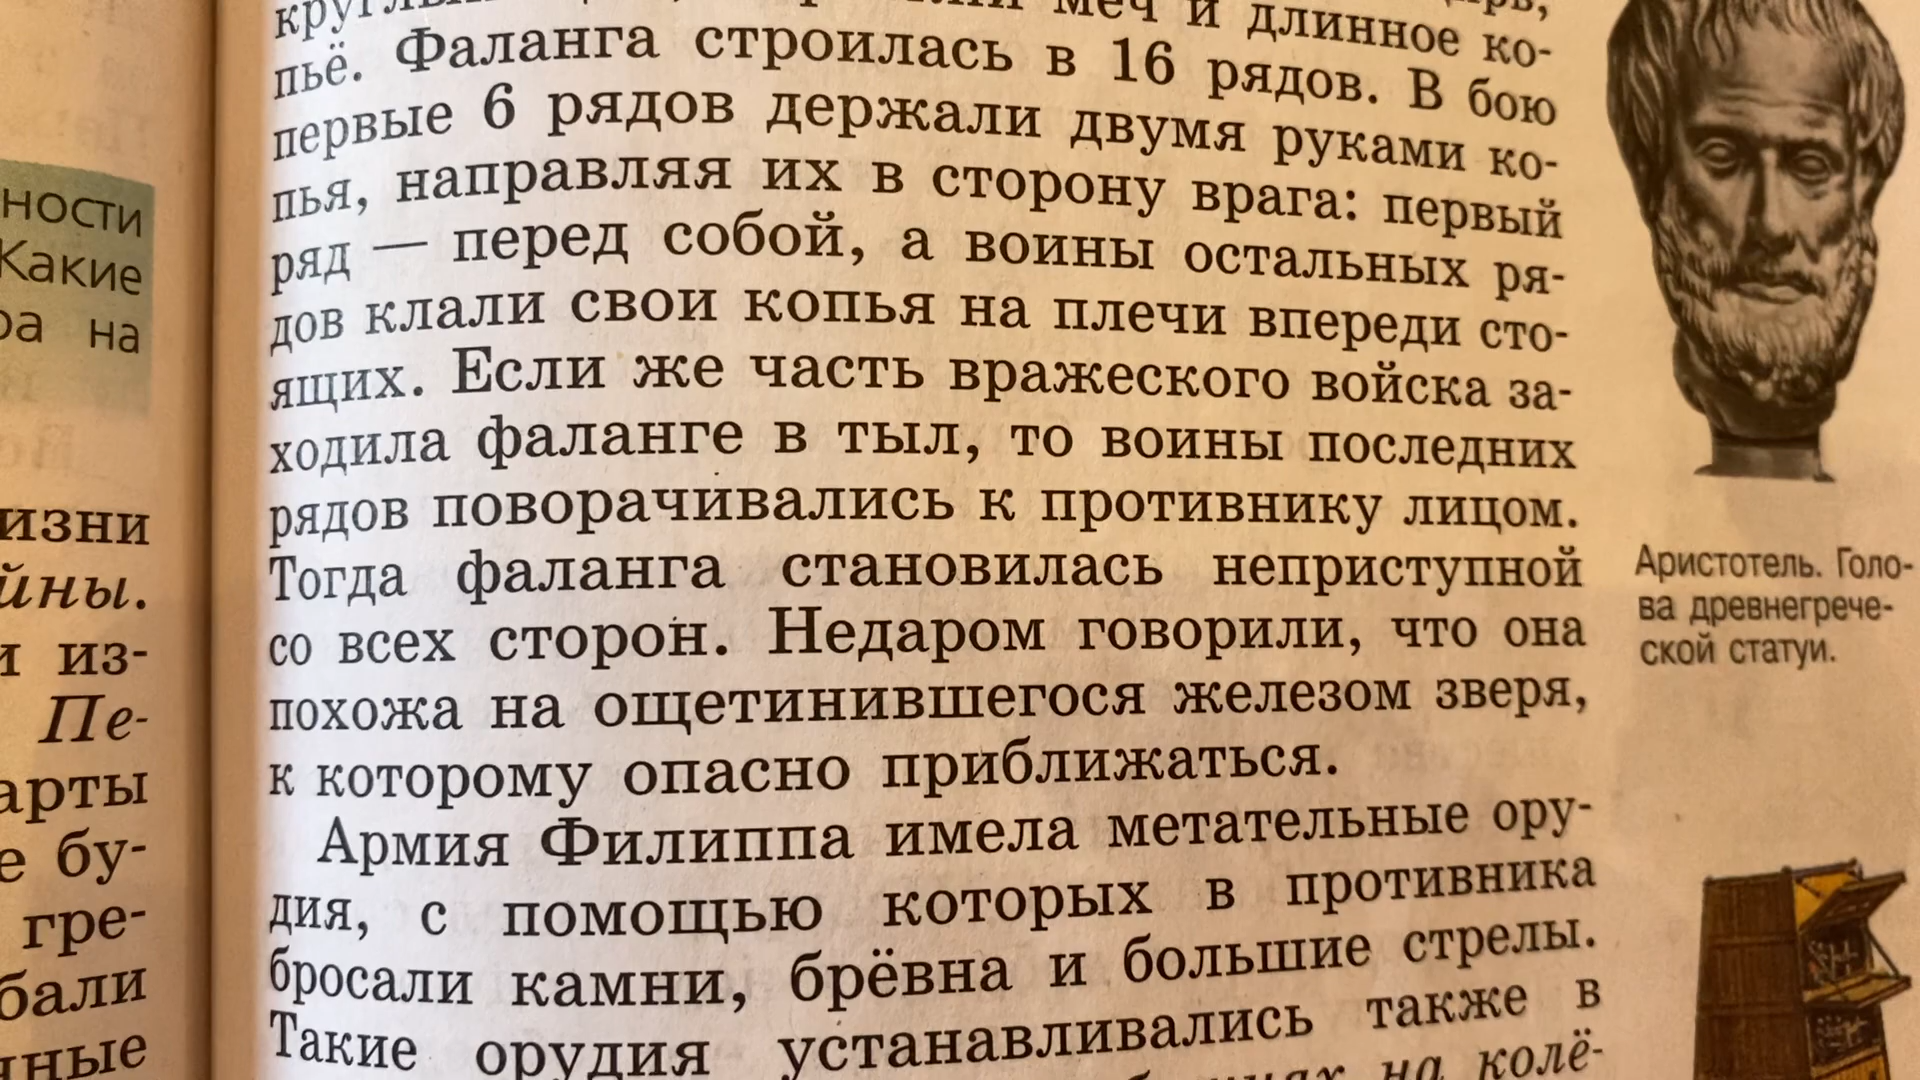 ности
Какие
на
изни
йны.
из-
Пе-
арты
бу-
гре-
бали
меч и длинное ко-
пьё. Фаланга строилась в 16 рядов. В бою
первые 6 рядов держали двумя руками ко-
пья, направляя их в сторону врага: первый
ряд — перед собой, а воины остальных ря-
дов клали свои копья на плечи впереди сто-
ящих. Если же часть вражеского войска за-
ходила фаланге в тыл, то воины последних
рядов поворачивались к противнику лицом.
Тогда фаланга становилась неприступной
со всех сторон. Недаром говорили, что она
похожа на ощетинившегося железом зверя,
к которому опасно приближаться.
Армия Филиппа имела метательные ору-
дия, с помощью которых в противника
бросали камни, брёвна и большие стрелы.
Такие орудия устанавливались также в
на колё-
Аристотель. Голо-
ва древнегрече-
ской статуи.